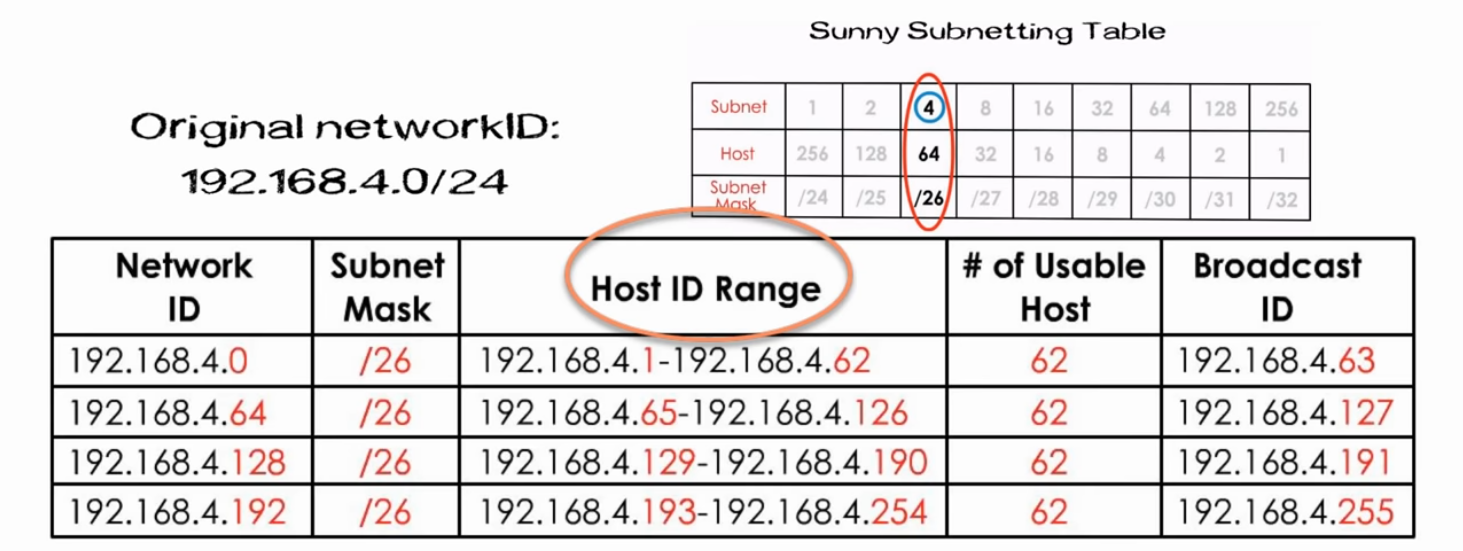 Sunny Subnetting Table
Original networkID:
192.168.4.0/24
Subnet 1 2 4 8 16 32 64 128 256
Host 256 128 64 32 16 8 4 2 1
Subnet Mask /24 /25 /26 /27 /28 /29 /30 /31 /32
Network ID Subnet Mask Host ID Range # of Usable Host Broadcast ID
192.168.4.0 /26 192.168.4.1-192.168.4.62 62 192.168.4.63
192.168.4.64 /26 192.168.4.65-192.168.4.126 62 192.168.4.127
192.168.4.128 /26 192.168.4.129-192.168.4.190 62 192.168.4.191
192.168.4.192 /26 192.168.4.193-192.168.4.254 62 192.168.4.255